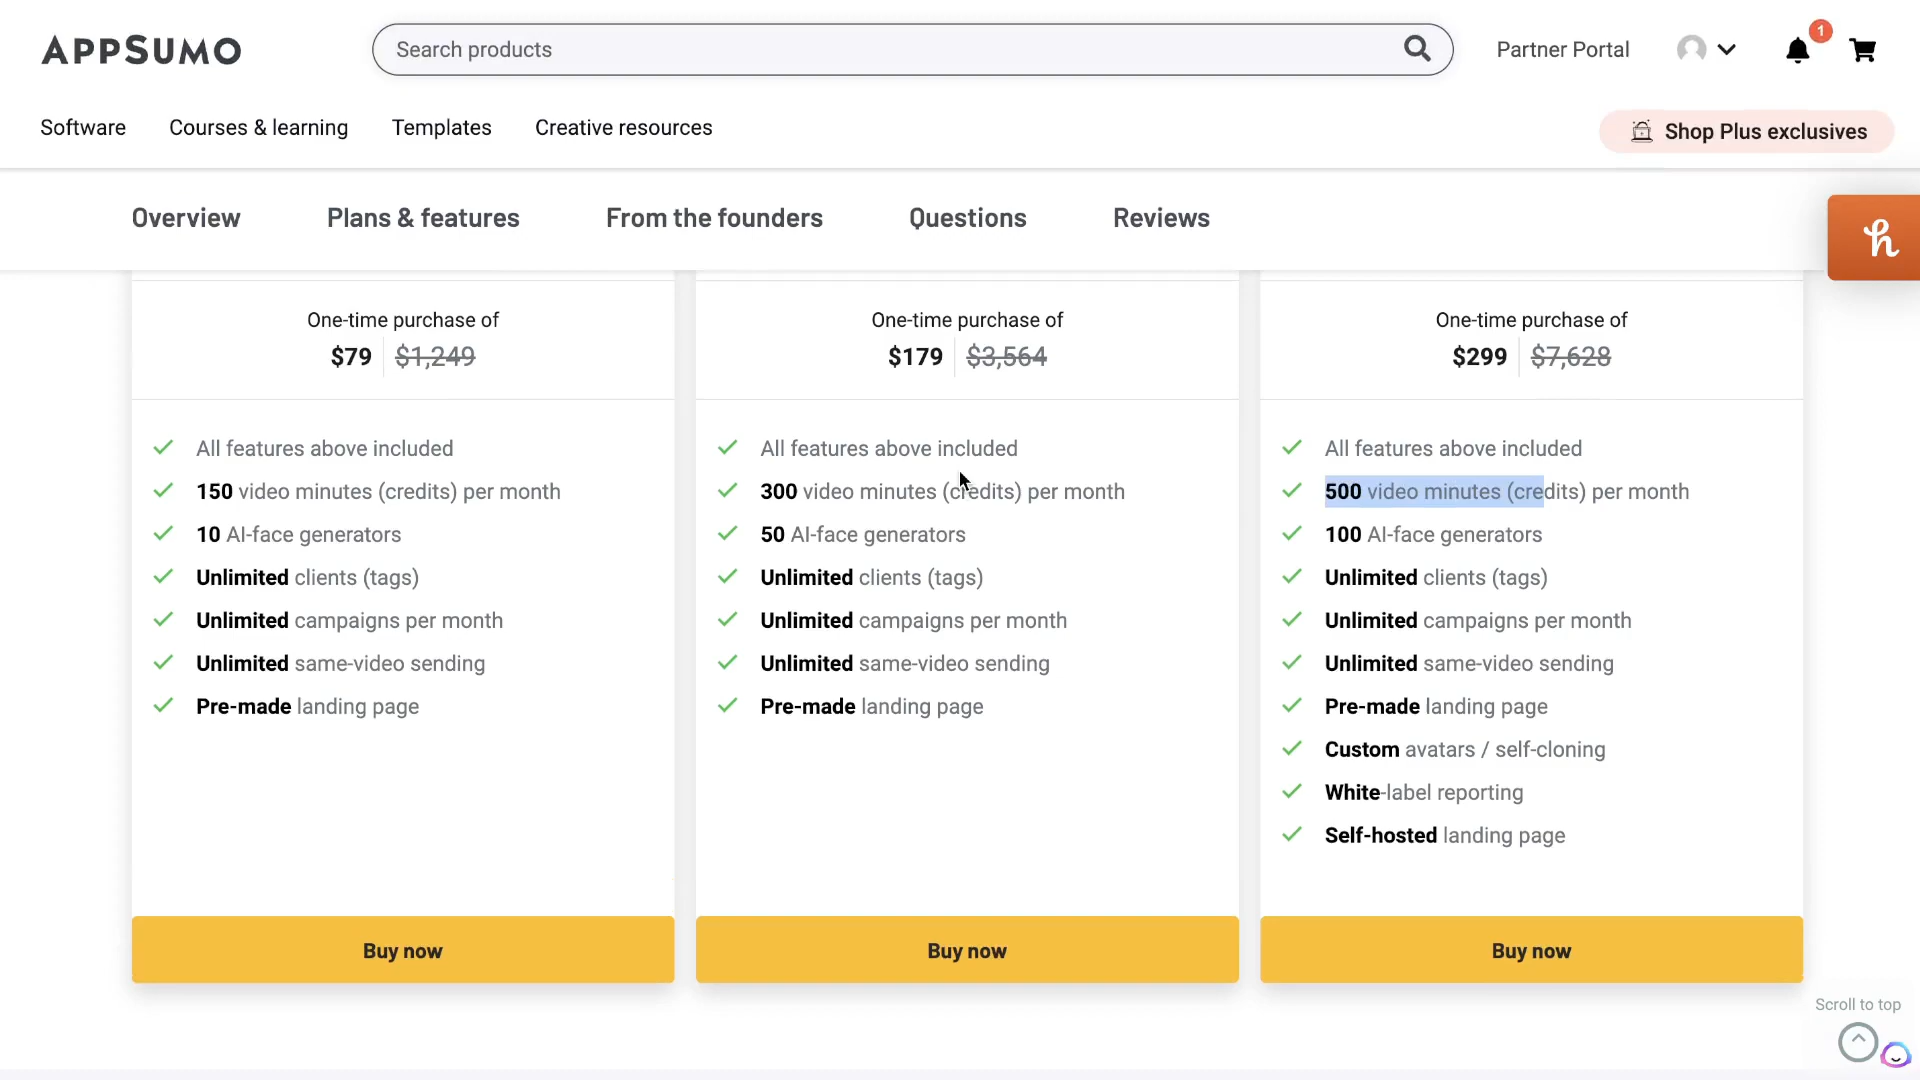 APPSUMO
Search products
Partner Portal
1
Software
Courses & learning
Templates
Creative resources
Shop Plus exclusives
Overview
Plans & features
From the founders
Questions
Reviews
h
One-time purchase of
$79 $1,249
All features above included
150 video minutes (credits) per month
10 AI-face generators
Unlimited clients (tags)
Unlimited campaigns per month
Unlimited same-video sending
Pre-made landing page
Buy now
One-time purchase of
$179 $3,564
All features above included
300 video minutes (credits) per month
50 AI-face generators
Unlimited clients (tags)
Unlimited campaigns per month
Unlimited same-video sending
Pre-made landing page
Buy now
One-time purchase of
$299 $7,628
All features above included
500 video minutes (credits) per month
100 AI-face generators
Unlimited clients (tags)
Unlimited campaigns per month
Unlimited same-video sending
Pre-made landing page
Custom avatars / self-cloning
White-label reporting
Self-hosted landing page
Buy now
Scroll to top